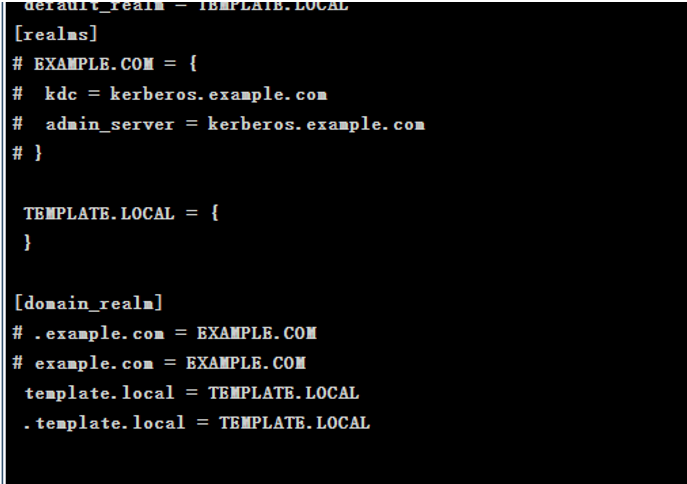 default_realm = TEMPLATE.LOCAL
[realms]
# EXAMPLE.COM = {
#  kdc = kerberos.example.com
#  admin_server = kerberos.example.com
# }
TEMPLATE.LOCAL = {
}
[domain_realm]
# .example.com = EXAMPLE.COM
# example.com = EXAMPLE.COM
template.local = TEMPLATE.LOCAL
.template.local = TEMPLATE.LOCAL